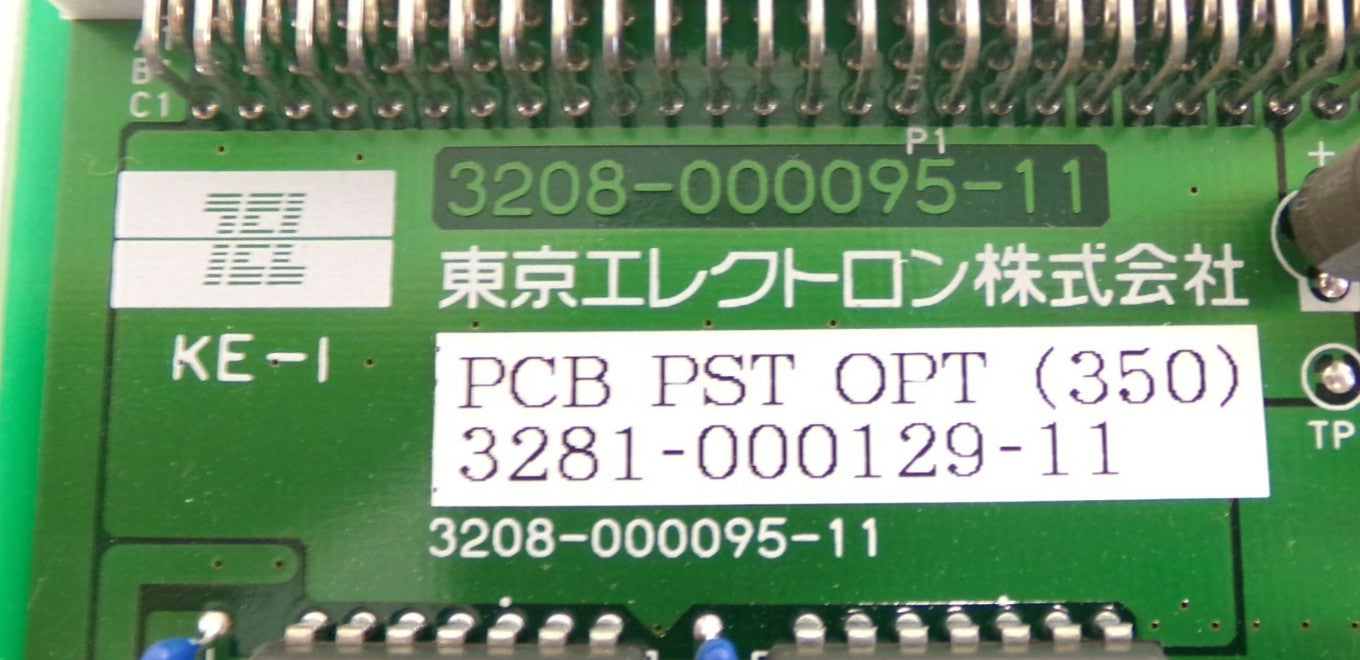 B
C1
P1
3208-000095-11
+
TEL
東京エレクトロン株式会社
KE-1
PCB PST OPT (350)
3281-000129-11
TP
3208-000095-11